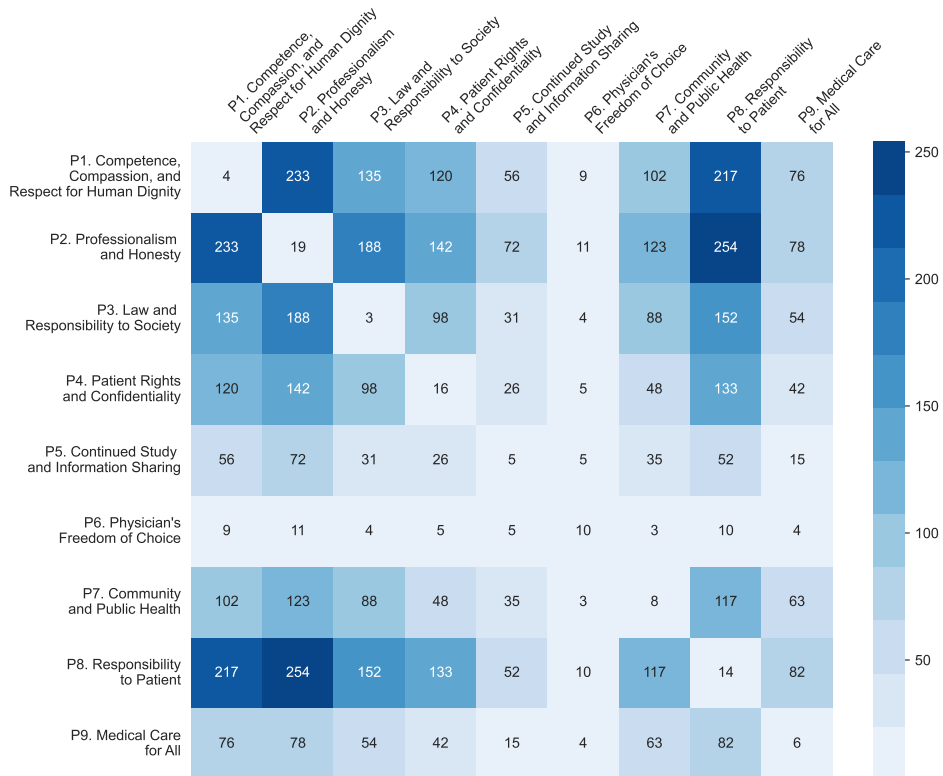 P1. Competence,
Compassion, and
Respect for Human Dignity
P2. Professionalism
and Honesty
P3. Law and
Responsibility to Society
P4. Patient Rights
and Confidentiality
P5. Continued Study
and Information Sharing
P6. Physician's
Freedom of Choice
P7. Community
and Public Health
P8. Responsibility
to Patient
P9. Medical Care
for All
P1. Competence,
Compassion, and
Respect for Human Dignity
4 233 135 120 56 9 102 217 76
P2. Professionalism
and Honesty
233 19 188 142 72 11 123 254 78
P3. Law and
Responsibility to Society
135 188 3 98 31 4 88 152 54
P4. Patient Rights
and Confidentiality
120 142 98 16 26 5 48 133 42
P5. Continued Study
and Information Sharing
56 72 31 26 5 5 35 52 15
P6. Physician's
Freedom of Choice
9 11 4 5 5 10 3 10 4
P7. Community
and Public Health
102 123 88 48 35 3 8 117 63
P8. Responsibility
to Patient
217 254 152 133 52 10 117 14 82
P9. Medical Care
for All
76 78 54 42 15 4 63 82 6
250
200
150
100
50